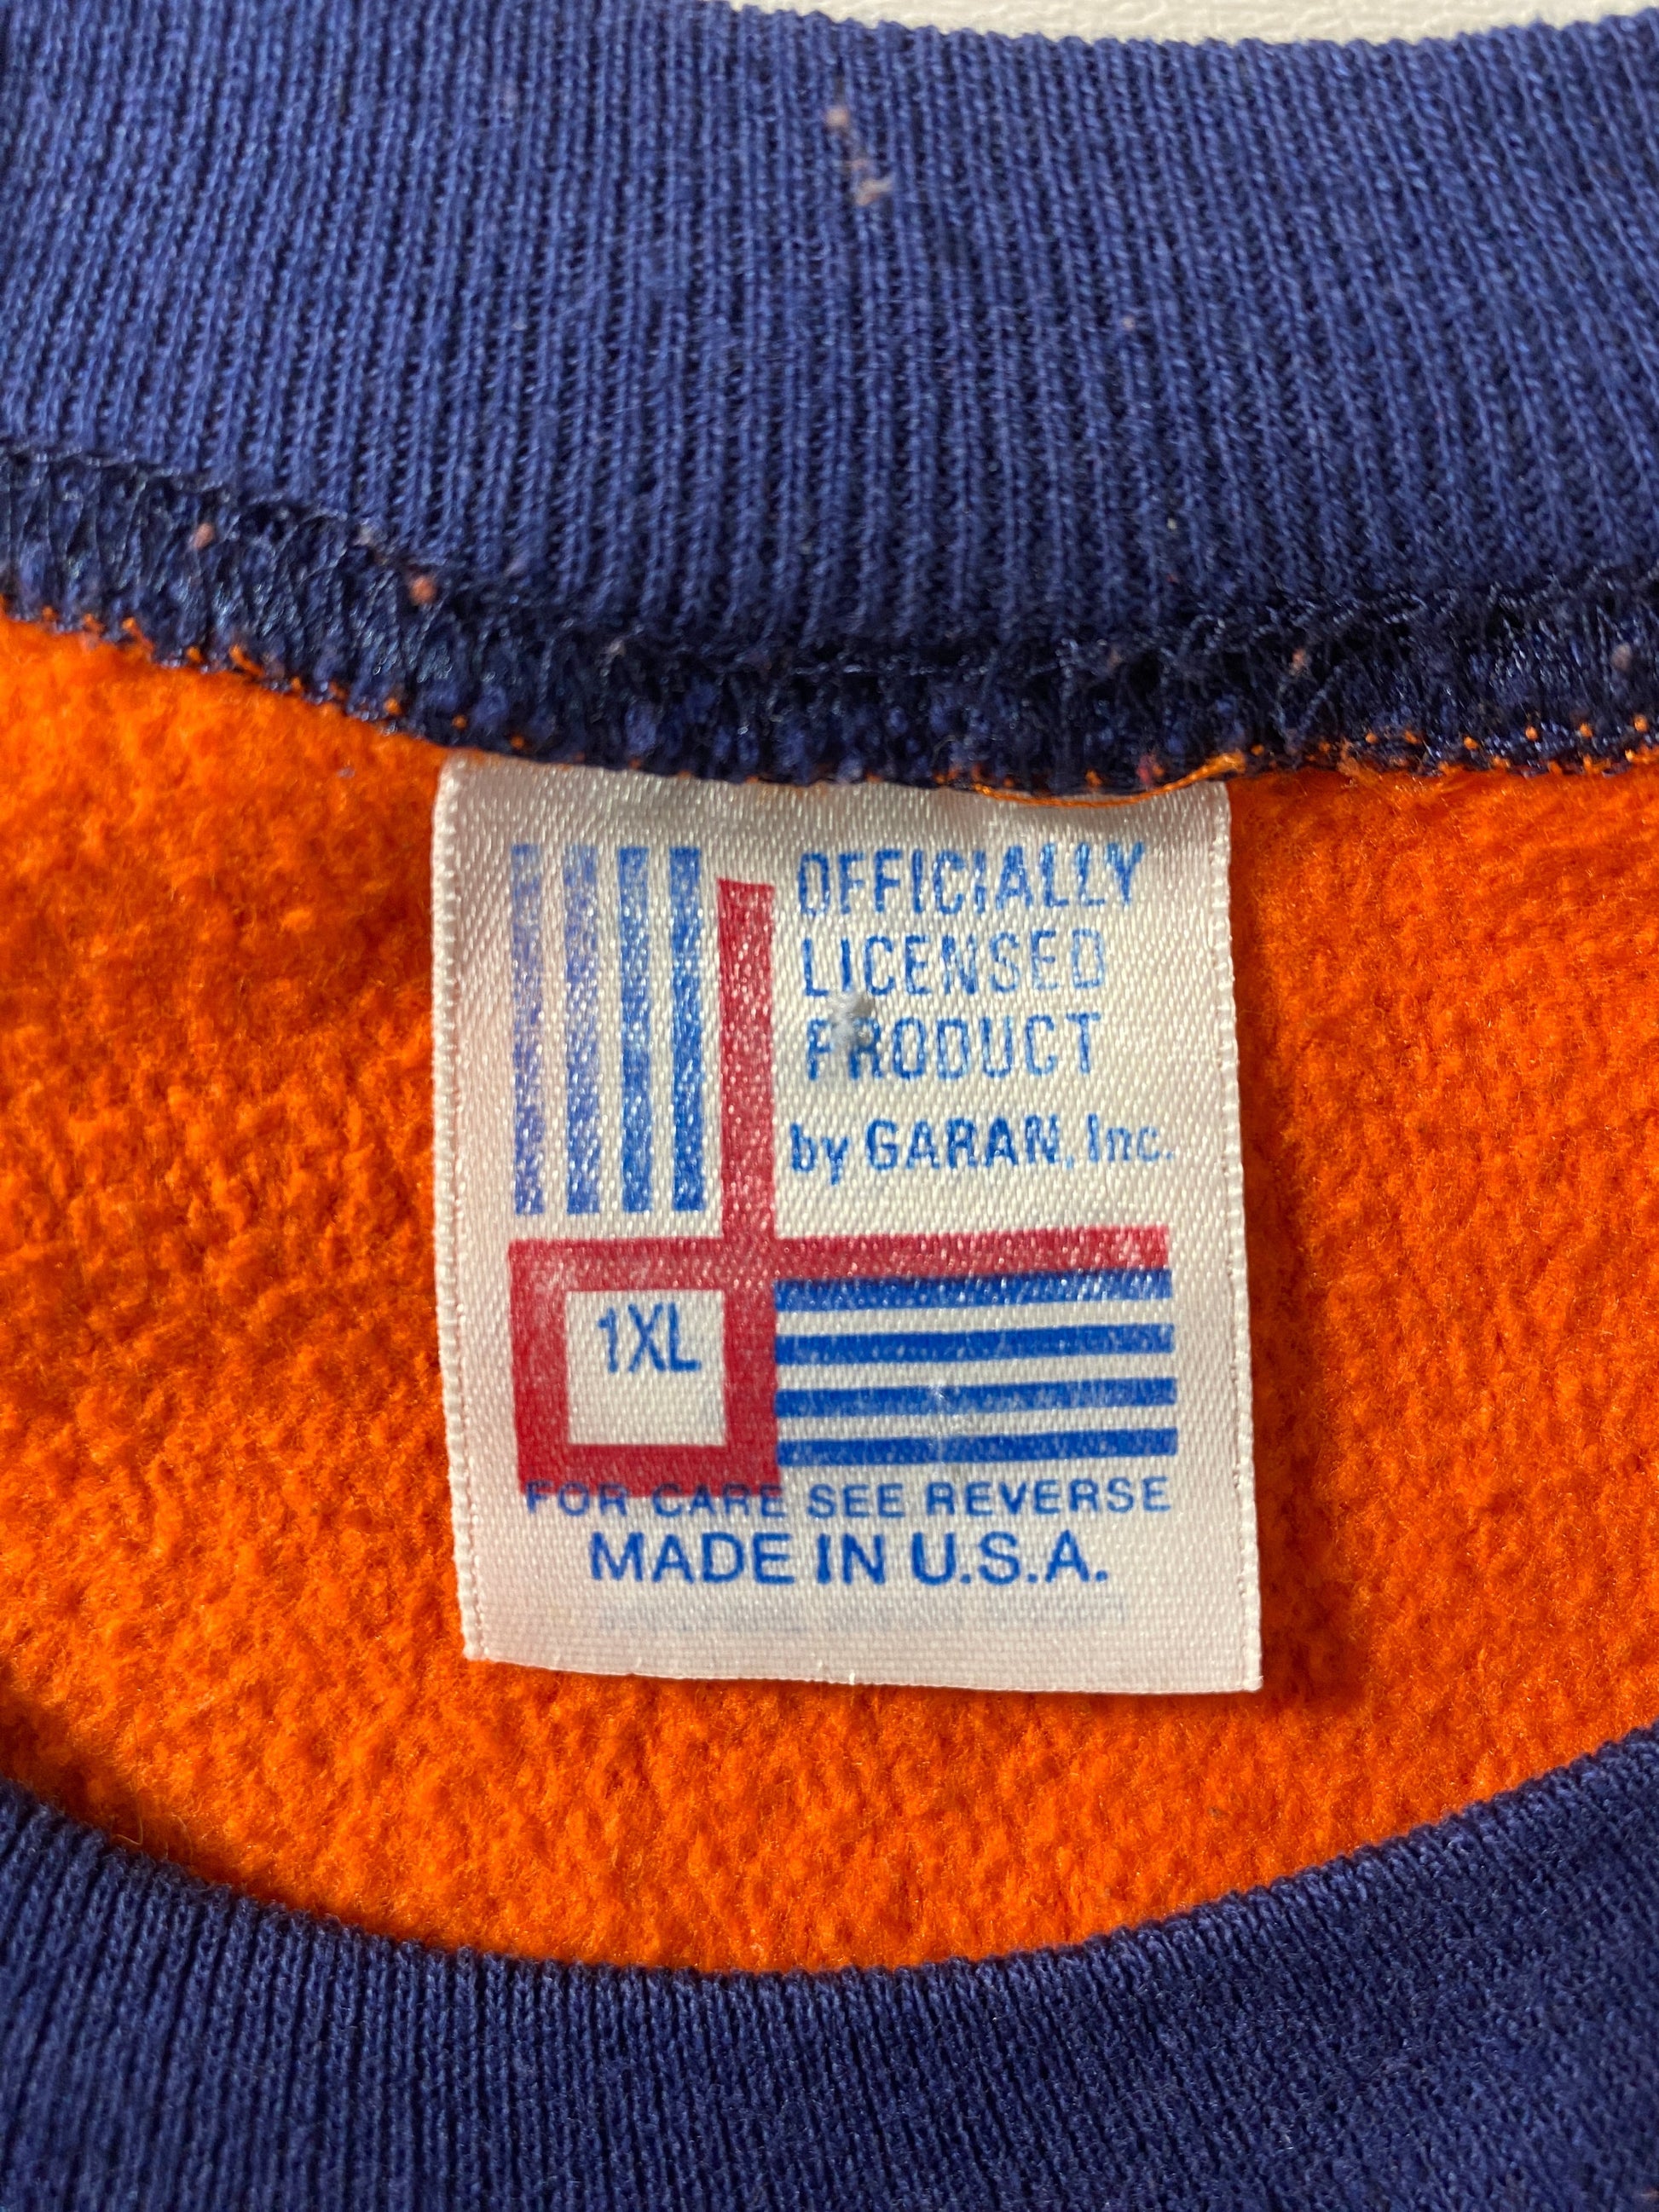 OFFICIALLY
LICENSED
PRODUCT
by GARAN, Inc.
1XL
FOR CARE SEE REVERSE
MADE IN U.S.A.